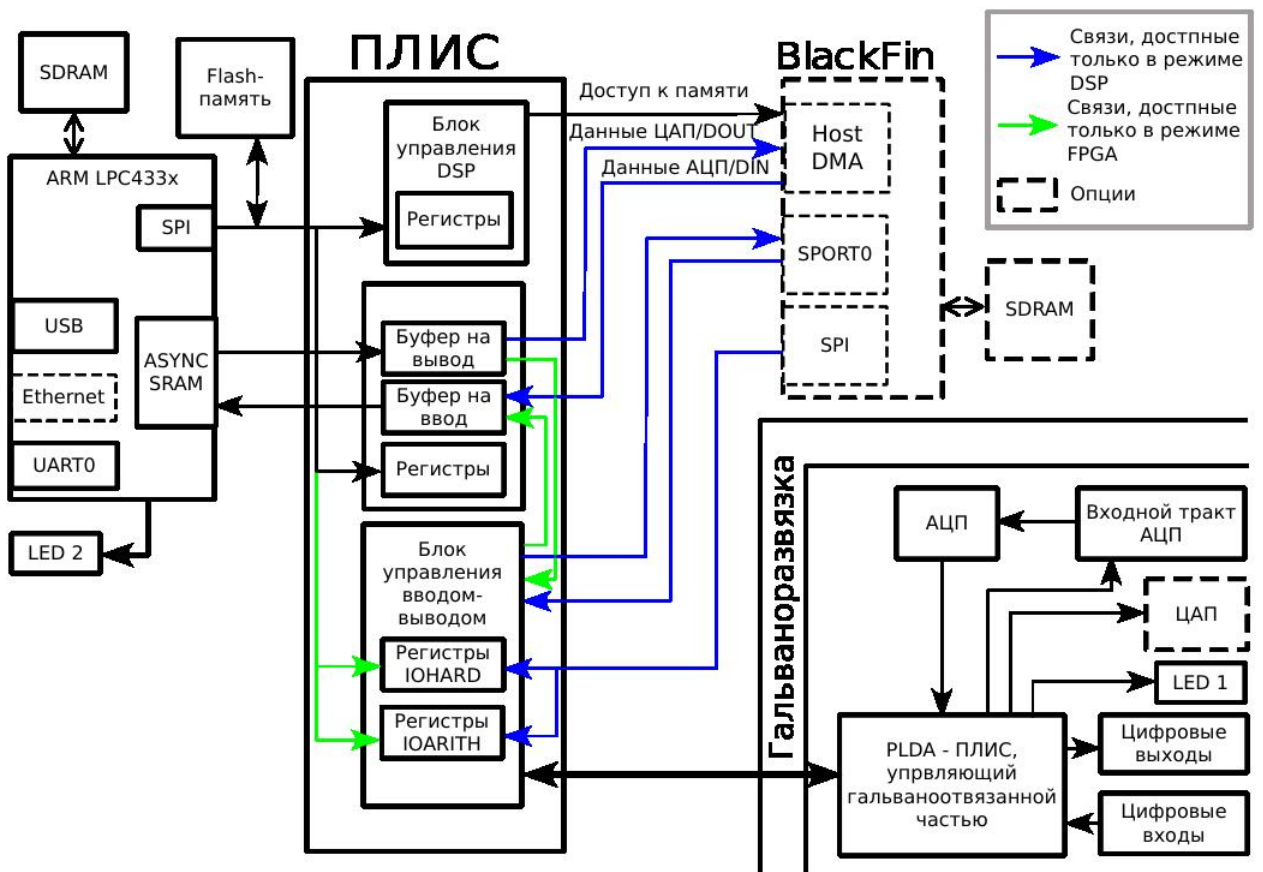 ПЛИС
BlackFin
Связи, достпные
только в режиме
DSP
Связи, достпные
только в режиме
FPGA
Опции
SDRAM
Flash-
память
ARM LPC433x
SPI
USB
ASYNC
SRAM
Ethernet
UART0
LED 2
Блок
управления
DSP
Регистры
Буфер на
вывод
Буфер на
ввод
Регистры
Блок
управления
вводом-
выводом
Регистры
IOHARD
Регистры
IOARITH
Доступ к памяти
Данные ЦАП/DOUT
Данные АЦП/DIN
Host
DMA
SPORT0
SPI
SDRAM
Гальваноразвязка
АЦП
Входной тракт
АЦП
ЦАП
LED 1
PLDA - ПЛИС,
упрвляющий
гальваноотвязанной
частью
Цифровые
выходы
Цифровые
входы